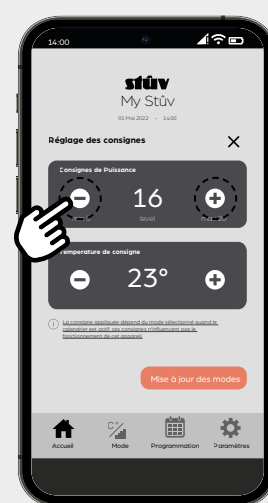 14:00
stûv
My Stûv
05 Mai 2022 - 14:00
Réglage des consignes
Consignes de Puissance
16
level
Température de consigne
23°
La consigne appliquée dépend du mode sélectionné quand le
calendrier est actif, ces consignes n'influencent pas le
fonctionnement de cet appareil.
Mise à jour des modes
Accueil Mode Programmation Paramètres